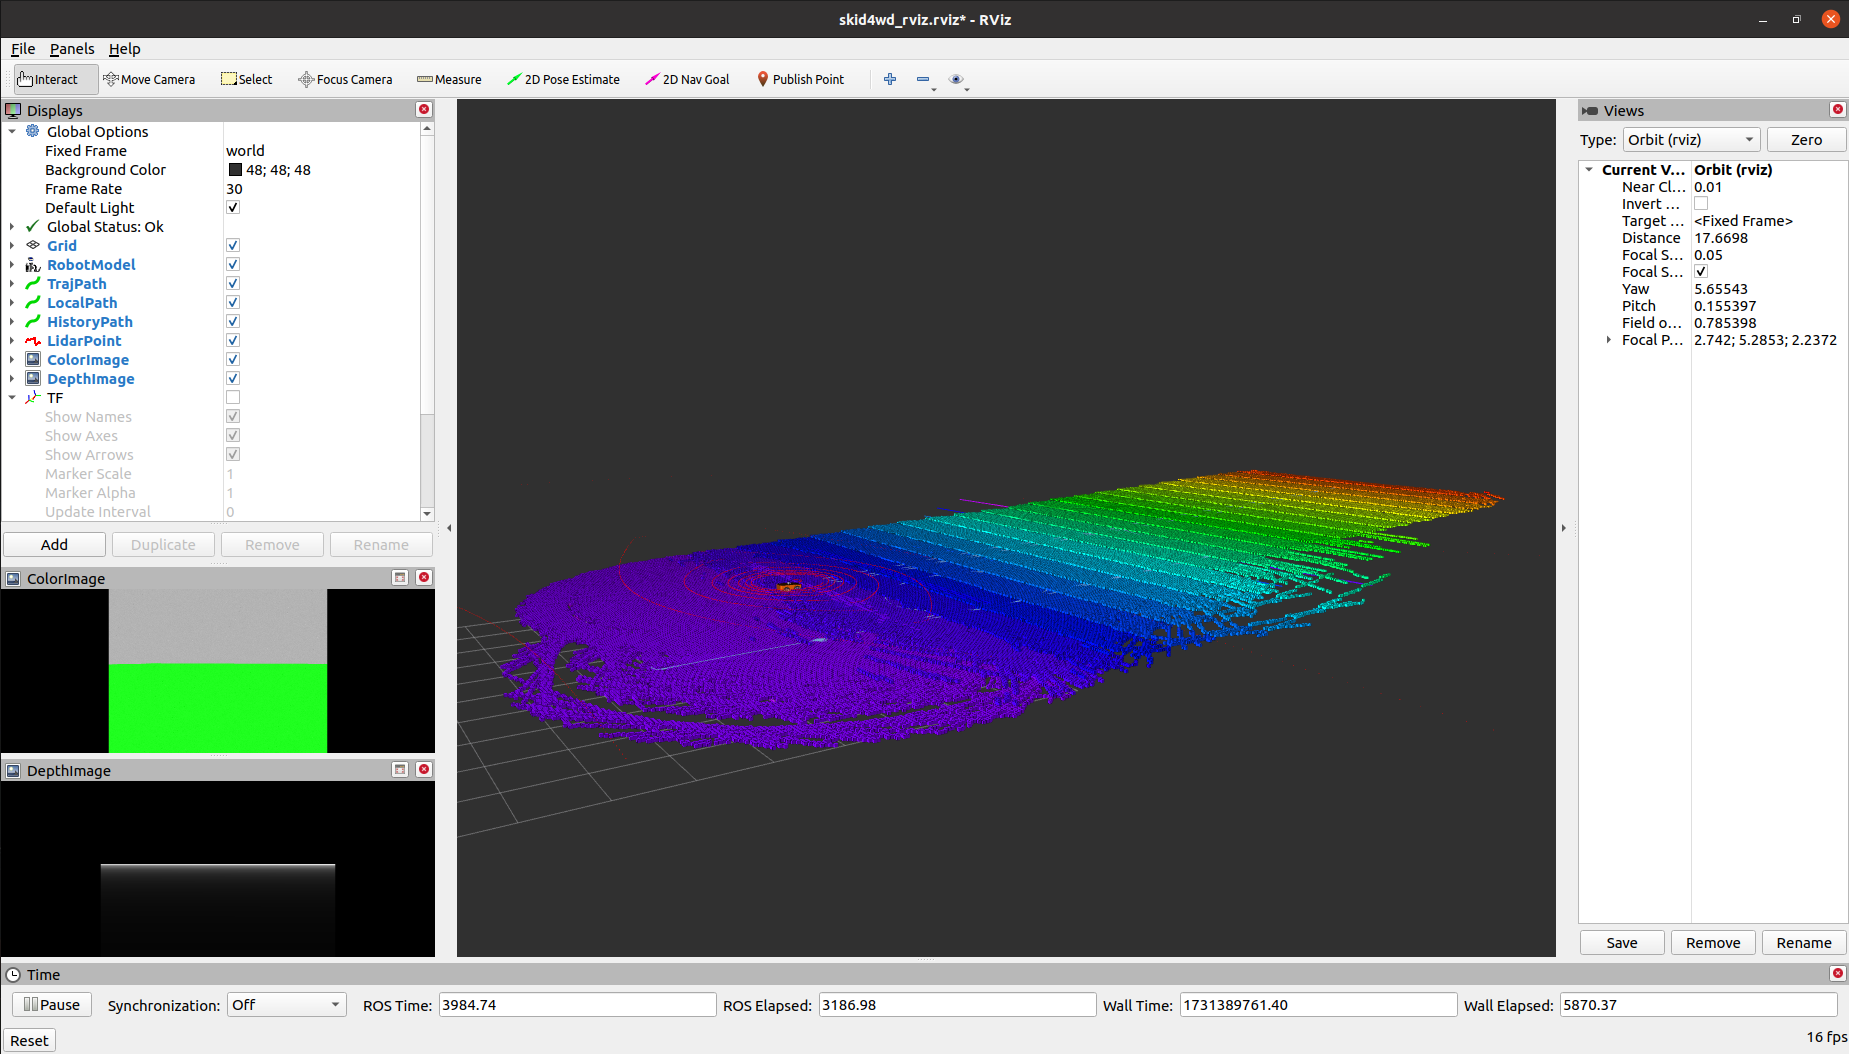 skid4wd_rviz.rviz* - RViz
File Panels Help
Interact Move Camera Select Focus Camera Measure 2D Pose Estimate 2D Nav Goal Publish Point
Displays
Global Options
Fixed Frame world
Background Color 48; 48; 48
Frame Rate 30
Default Light
Global Status: Ok
Grid
RobotModel
TrajPath
LocalPath
HistoryPath
LidarPoint
ColorImage
DepthImage
TF
Show Names
Show Axes
Show Arrows
Marker Scale 1
Marker Alpha 1
Update Interval 0
Add Duplicate Remove Rename
ColorImage
DepthImage
Views
Type: Orbit (rviz) Zero
Current V... Orbit (rviz)
Near Cl... 0.01
Invert ...
Target ... <Fixed Frame>
Distance 17.6698
Focal S... 0.05
Focal S...
Yaw 5.65543
Pitch 0.155397
Field o... 0.785398
Focal P... 2.742; 5.2853; 2.2372
Save Remove Rename
Time
Pause Synchronization: Off ROS Time: 3984.74 ROS Elapsed: 3186.98 Wall Time: 1731389761.40 Wall Elapsed: 5870.37
Reset 16 fps